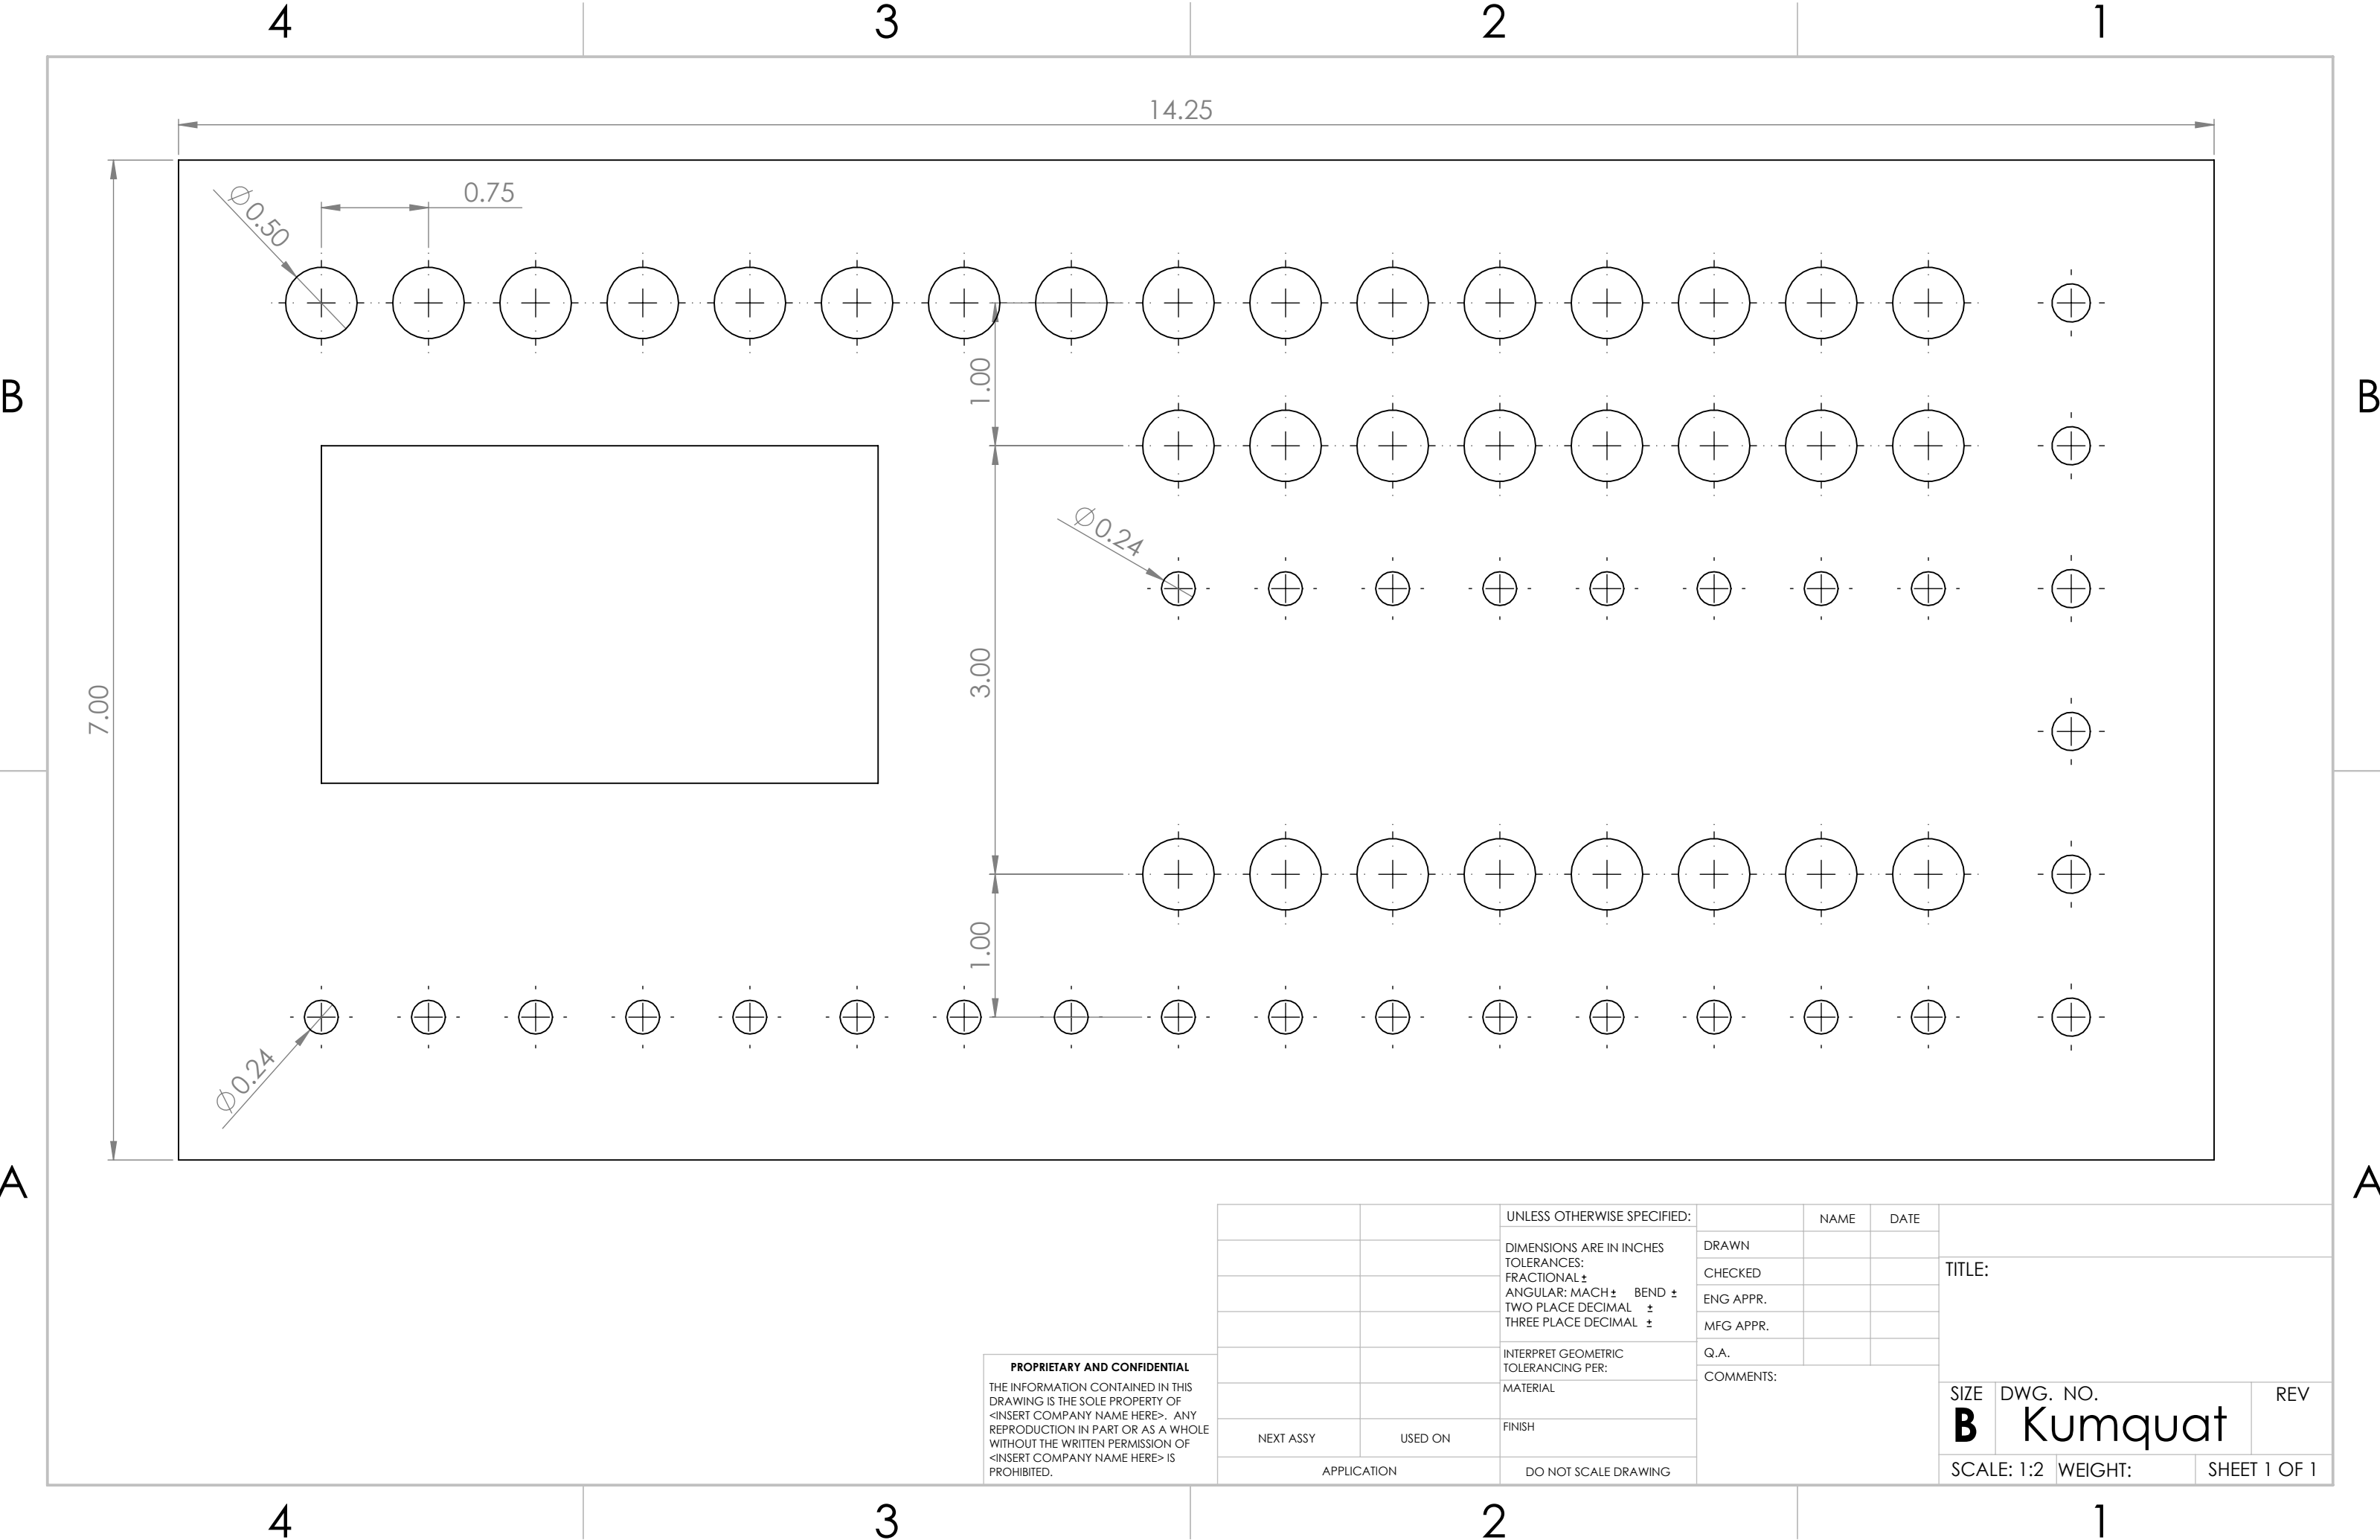 4 3 2 1
14.25
0.75
∅0.50
1.00
B B
∅0.24
3.00
7.00
1.00
∅0.24
A A
UNLESS OTHERWISE SPECIFIED:
DIMENSIONS ARE IN INCHES
TOLERANCES:
FRACTIONAL ±
ANGULAR: MACH ± BEND ±
TWO PLACE DECIMAL ±
THREE PLACE DECIMAL ±
INTERPRET GEOMETRIC
TOLERANCING PER:
MATERIAL
FINISH
DO NOT SCALE DRAWING
NAME DATE
DRAWN
CHECKED
ENG APPR.
MFG APPR.
Q.A.
COMMENTS:
TITLE:
SIZE DWG. NO. REV
B Kumquat
SCALE: 1:2 WEIGHT: SHEET 1 OF 1
PROPRIETARY AND CONFIDENTIAL
THE INFORMATION CONTAINED IN THIS
DRAWING IS THE SOLE PROPERTY OF
<INSERT COMPANY NAME HERE>. ANY
REPRODUCTION IN PART OR AS A WHOLE
WITHOUT THE WRITTEN PERMISSION OF
<INSERT COMPANY NAME HERE> IS
PROHIBITED.
NEXT ASSY USED ON
APPLICATION
4 3 2 1